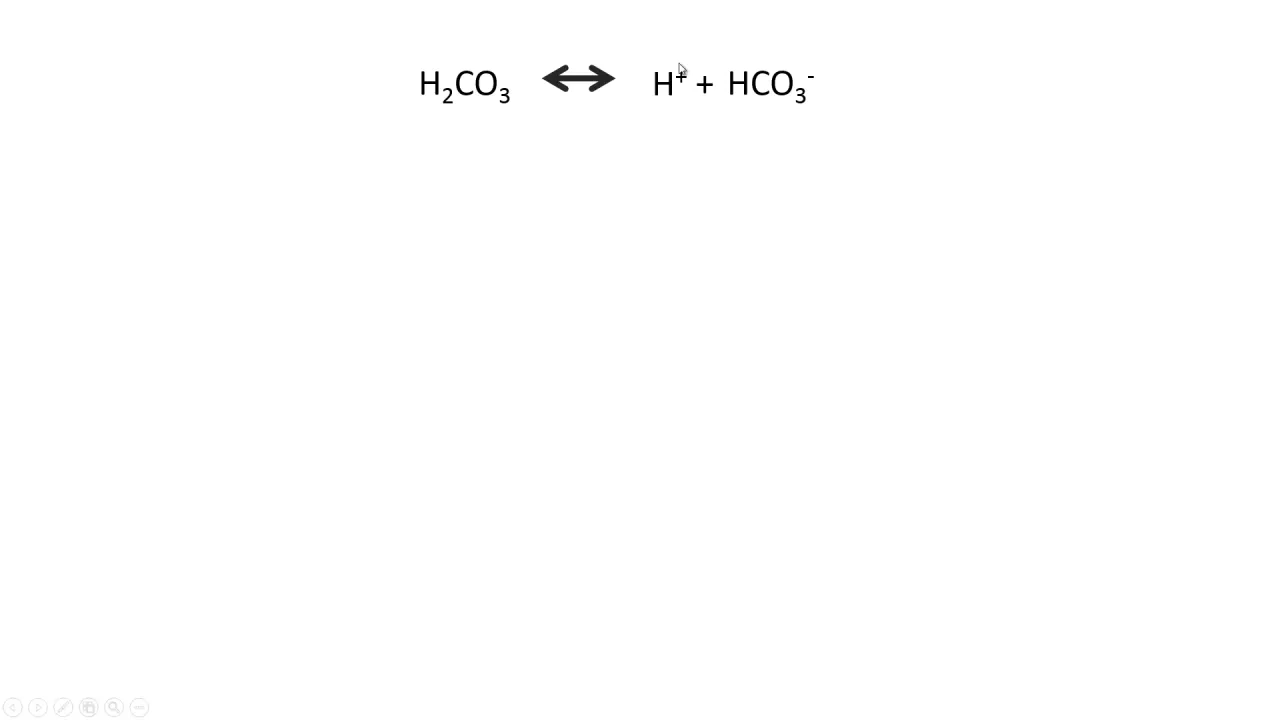 H₂CO₃ ↔ H⁺ + HCO₃⁻